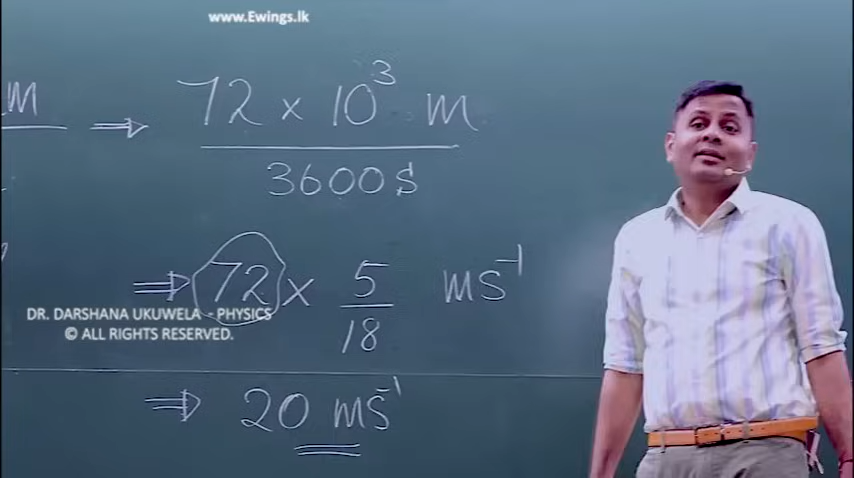 www.Ewings.lk
m ⇒ 72 × 10³ m
3600 s
⇒ 72 × 5/18 ms⁻¹
DR. DARSHANA UKUWELA - PHYSICS
© ALL RIGHTS RESERVED.
⇒ 20 ms⁻¹